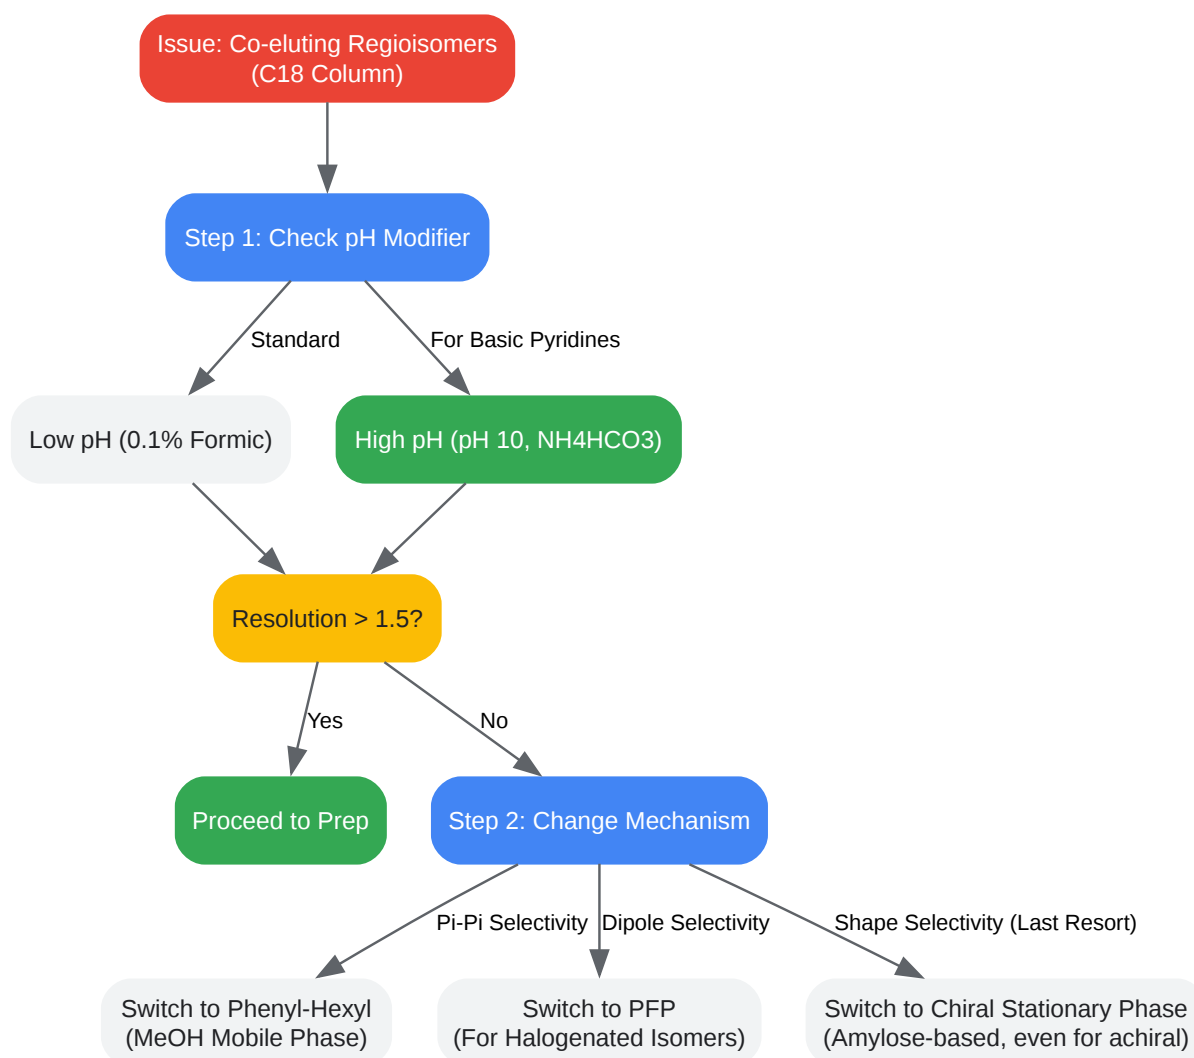 Issue: Co-eluting Regioisomers
(C18 Column)
Step 1: Check pH Modifier
Standard
For Basic Pyridines
Low pH (0.1% Formic)
High pH (pH 10, NH4HCO3)
Resolution > 1.5?
Yes
No
Proceed to Prep
Step 2: Change Mechanism
Pi-Pi Selectivity
Dipole Selectivity
Shape Selectivity (Last Resort)
Switch to Phenyl-Hexyl
(MeOH Mobile Phase)
Switch to PFP
(For Halogenated Isomers)
Switch to Chiral Stationary Phase
(Amylose-based, even for achiral)